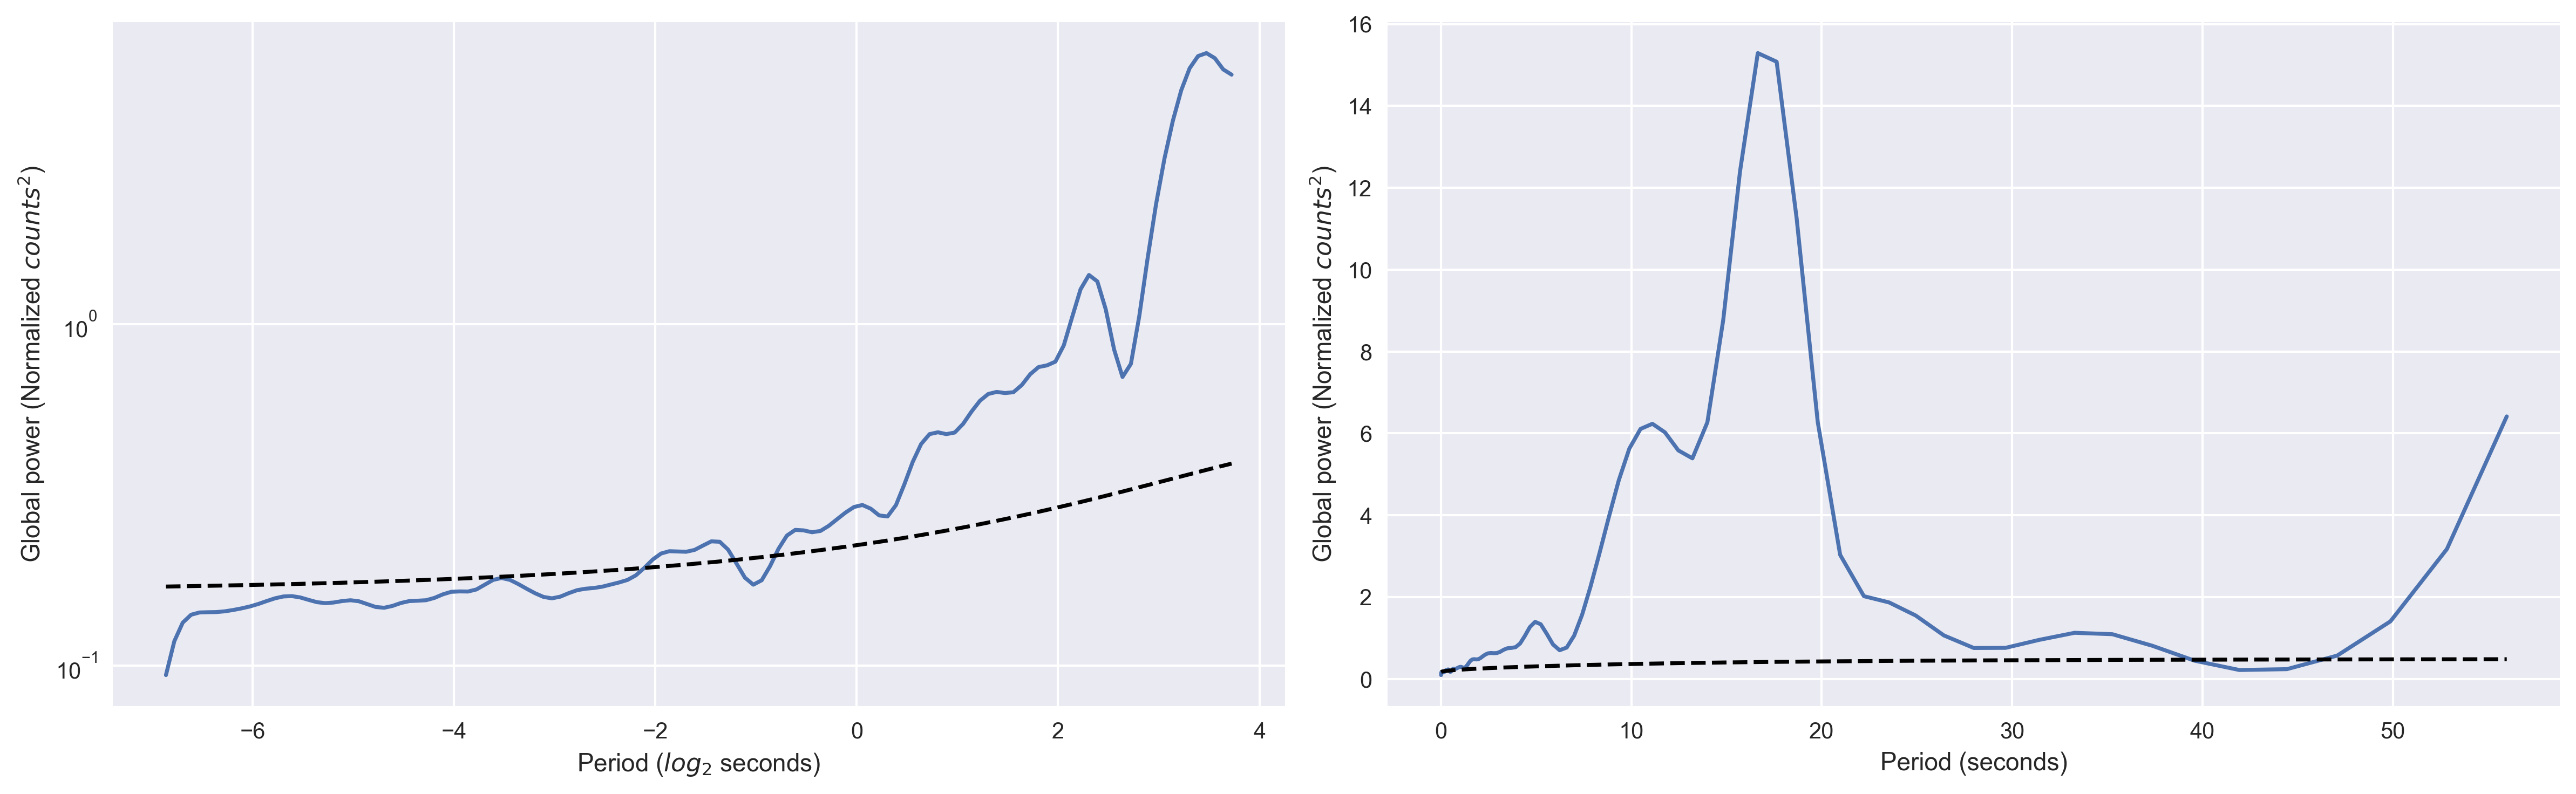 Global power (Normalized counts²)
10⁰
10⁻¹
−6 −4 −2 0 2 4
Period (log₂ seconds)
Global power (Normalized counts²)
16
14
12
10
8
6
4
2
0
0 10 20 30 40 50
Period (seconds)